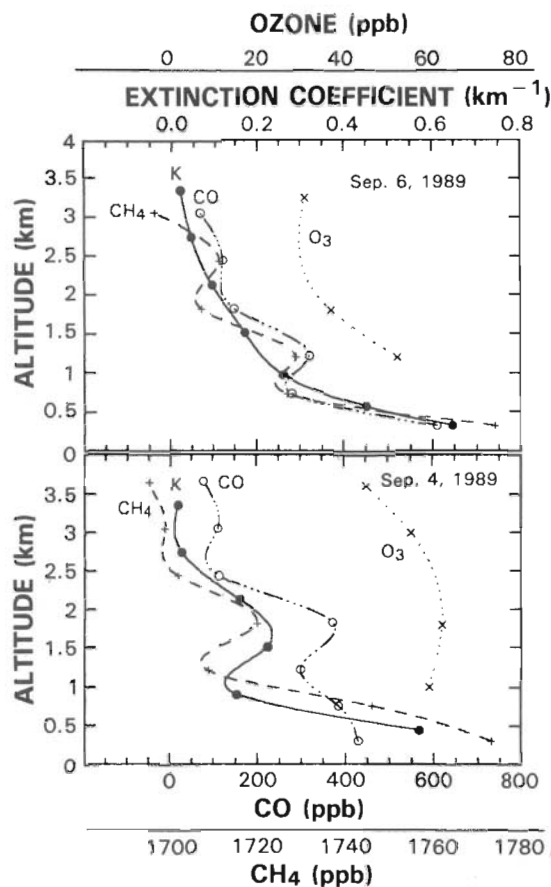 OZONE (ppb)
0 20 40 60 80
EXTINCTION COEFFICIENT (km⁻¹)
0.0 0.2 0.4 0.6 0.8
4
3.5
3
2.5
2
1.5
1
0.5
0
ALTITUDE (km)
K
CO
CH₄
O₃
Sep. 6, 1989
3.5
3
2.5
2
1.5
1
0.5
0
ALTITUDE (km)
K
CO
CH₄
O₃
Sep. 4, 1989
0 200 400 600 800
CO (ppb)
1700 1720 1740 1760 1780
CH₄ (ppb)